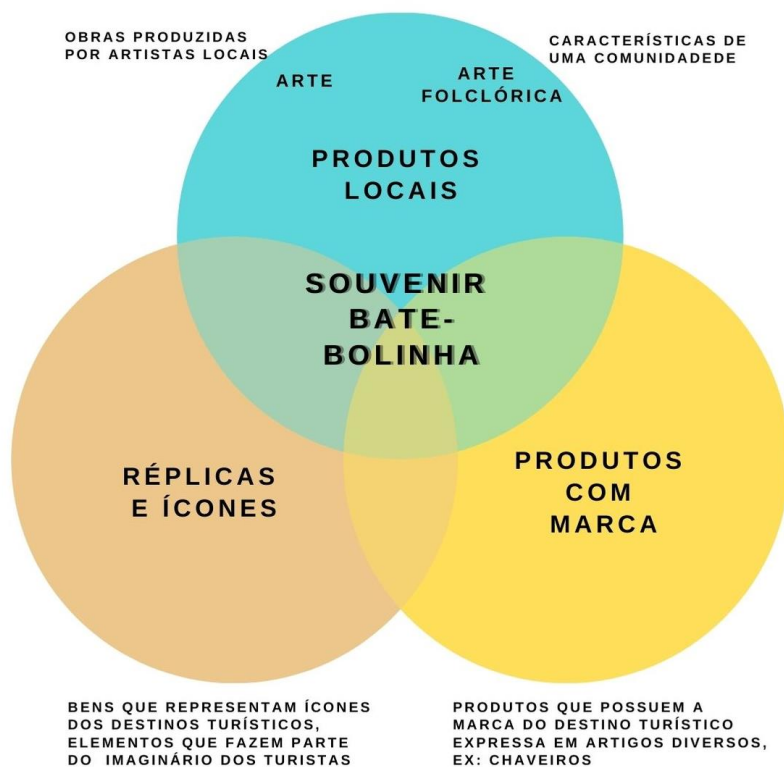 OBRAS PRODUZIDAS
POR ARTISTAS LOCAIS
CARACTERÍSTICAS DE
UMA COMUNIDADEDE
ARTE
ARTE
FOLCLÓRICA
PRODUTOS
LOCAIS
SOUVENIR
BATE-
BOLINHA
RÉPLICAS
E ÍCONES
PRODUTOS
COM
MARCA
BENS QUE REPRESENTAM ÍCONES
DOS DESTINOS TURÍSTICOS,
ELEMENTOS QUE FAZEM PARTE
DO IMAGINÁRIO DOS TURISTAS
PRODUTOS QUE POSSUEM A
MARCA DO DESTINO TURÍSTICO
EXPRESSA EM ARTIGOS DIVERSOS,
EX: CHAVEIROS